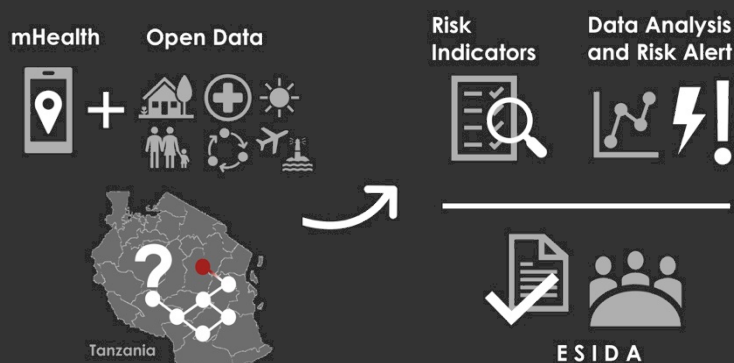 mHealth
Open Data
Risk
Indicators
Data Analysis
and Risk Alert
?
Tanzania
ESIDA